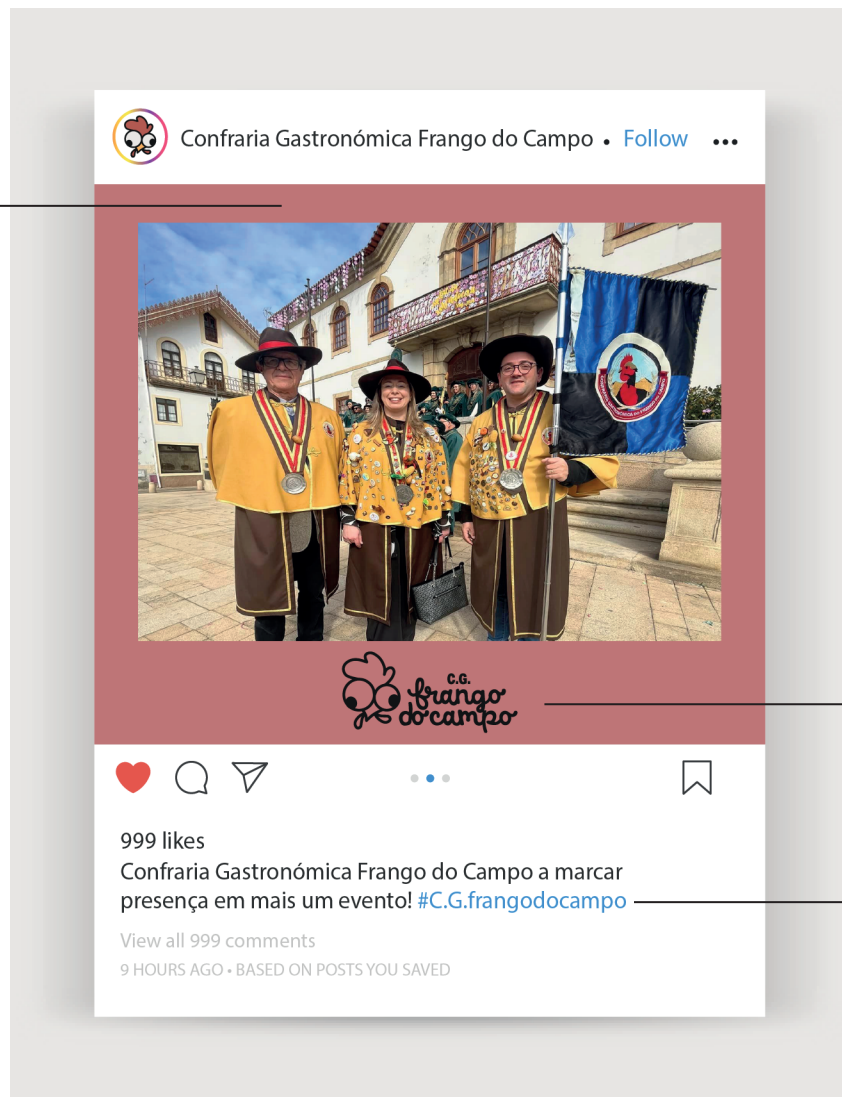 Confraria Gastronómica Frango do Campo • Follow
C.G.
frango
do campo
999 likes
Confraria Gastronómica Frango do Campo a marcar
presença em mais um evento! #C.G.frangodocampo
View all 999 comments
9 HOURS AGO • BASED ON POSTS YOU SAVED